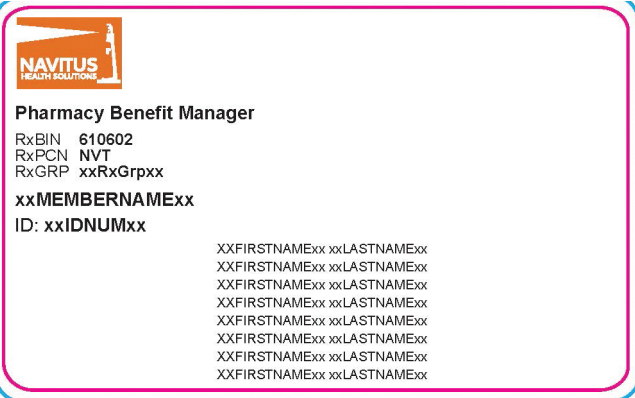 NAVITUS
HEALTH SOLUTIONS
Pharmacy Benefit Manager
RxBIN 610602
RxPCN NVT
RxGRP xxRxGrpxx
xxMEMBERNAMExx
ID: xxIDNUMxx
XXFIRSTNAMExx xxLASTNAMExx
XXFIRSTNAMExx xxLASTNAMExx
XXFIRSTNAMExx xxLASTNAMExx
XXFIRSTNAMExx xxLASTNAMExx
XXFIRSTNAMExx xxLASTNAMExx
XXFIRSTNAMExx xxLASTNAMExx
XXFIRSTNAMExx xxLASTNAMExx
XXFIRSTNAMExx xxLASTNAMExx